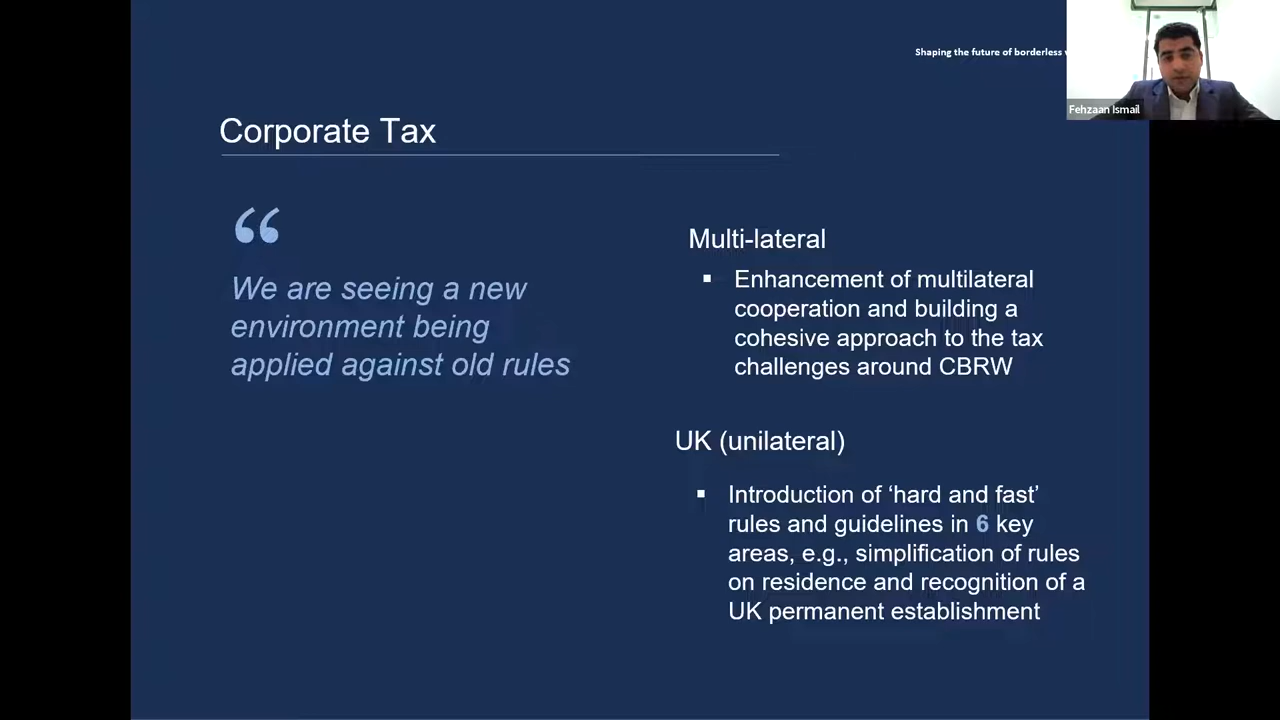 Shaping the future of borderless
Fehzaan Ismail
Corporate Tax
“
We are seeing a new
environment being
applied against old rules
Multi-lateral
▪ Enhancement of multilateral
cooperation and building a
cohesive approach to the tax
challenges around CBRW
UK (unilateral)
▪ Introduction of ‘hard and fast’
rules and guidelines in 6 key
areas, e.g., simplification of rules
on residence and recognition of a
UK permanent establishment